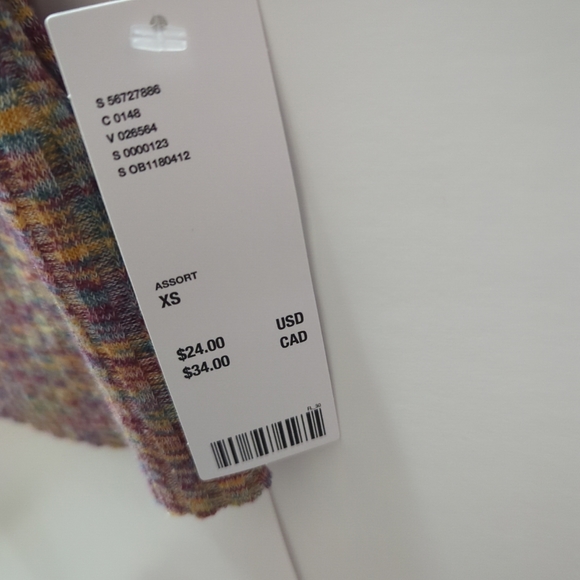 S 56727886
C 0148
V 026564
S 0000123
S OB1180412
ASSORT
XS
$24.00 USD
$34.00 CAD